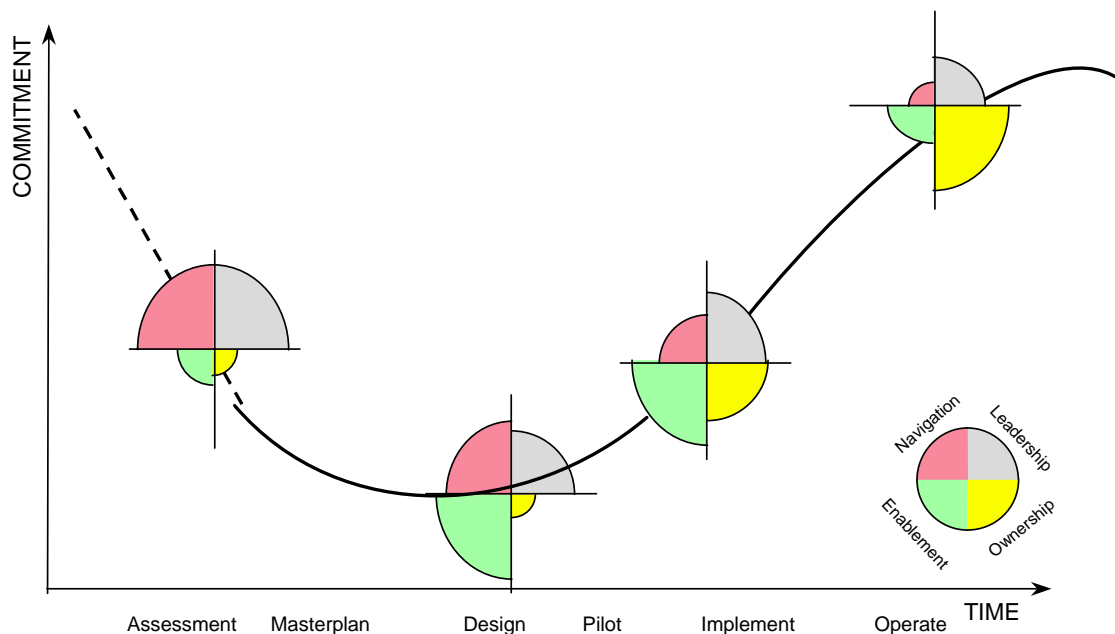 COMMITMENT
Navigation
Leadership
Enablement
Ownership
TIME
Assessment Masterplan Design Pilot Implement Operate